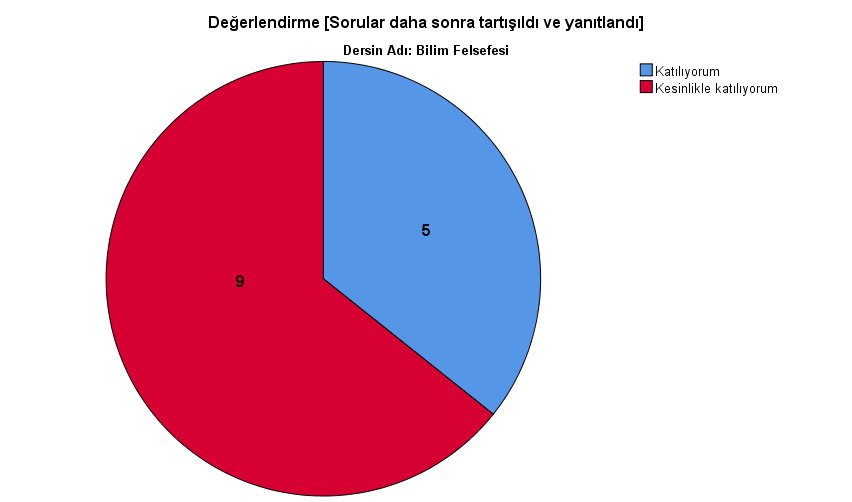 Değerlendirme [Sorular daha sonra tartışıldı ve yanıtlandı]
Dersin Adı: Bilim Felsefesi
Katılıyorum
Kesinlikle katılıyorum
5
9